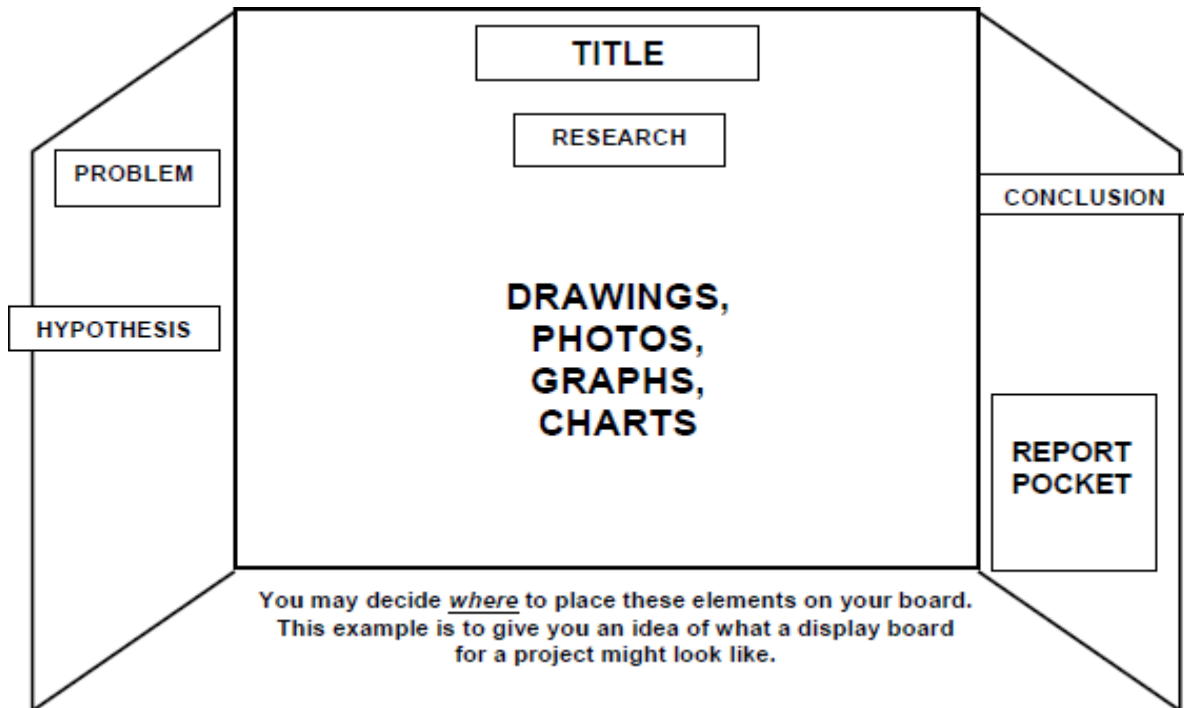 TITLE
RESEARCH
PROBLEM
HYPOTHESIS
DRAWINGS,
PHOTOS,
GRAPHS,
CHARTS
CONCLUSION
REPORT
POCKET
You may decide where to place these elements on your board.
This example is to give you an idea of what a display board
for a project might look like.